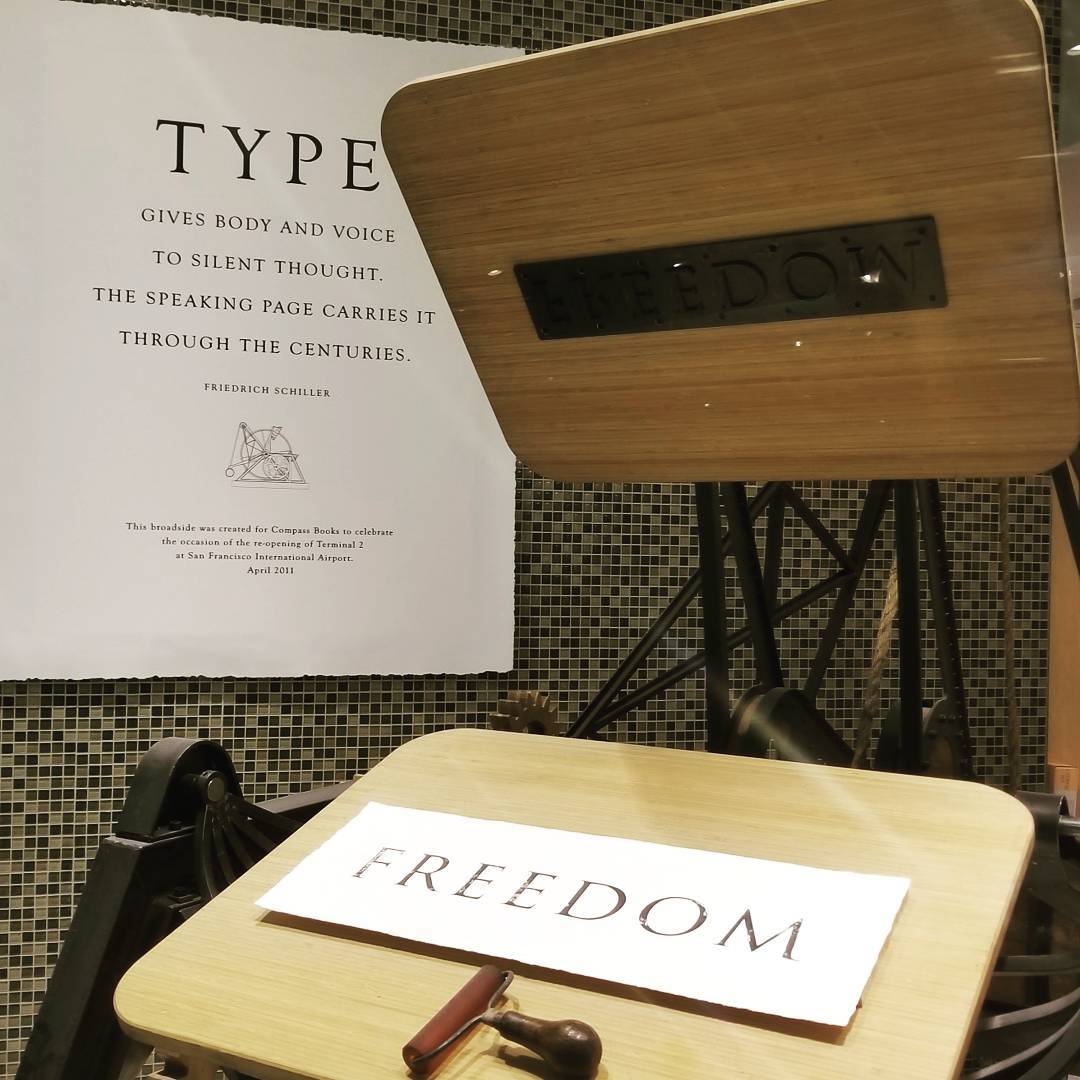 TYPE
GIVES BODY AND VOICE
TO SILENT THOUGHT.
THE SPEAKING PAGE CARRIES IT
THROUGH THE CENTURIES.
FRIEDRICH SCHILLER
This broadside was created for Compass Books to celebrate
the occasion of the re-opening of Terminal 2
at San Francisco International Airport.
April 2011
FREEDOM
FREEDOM